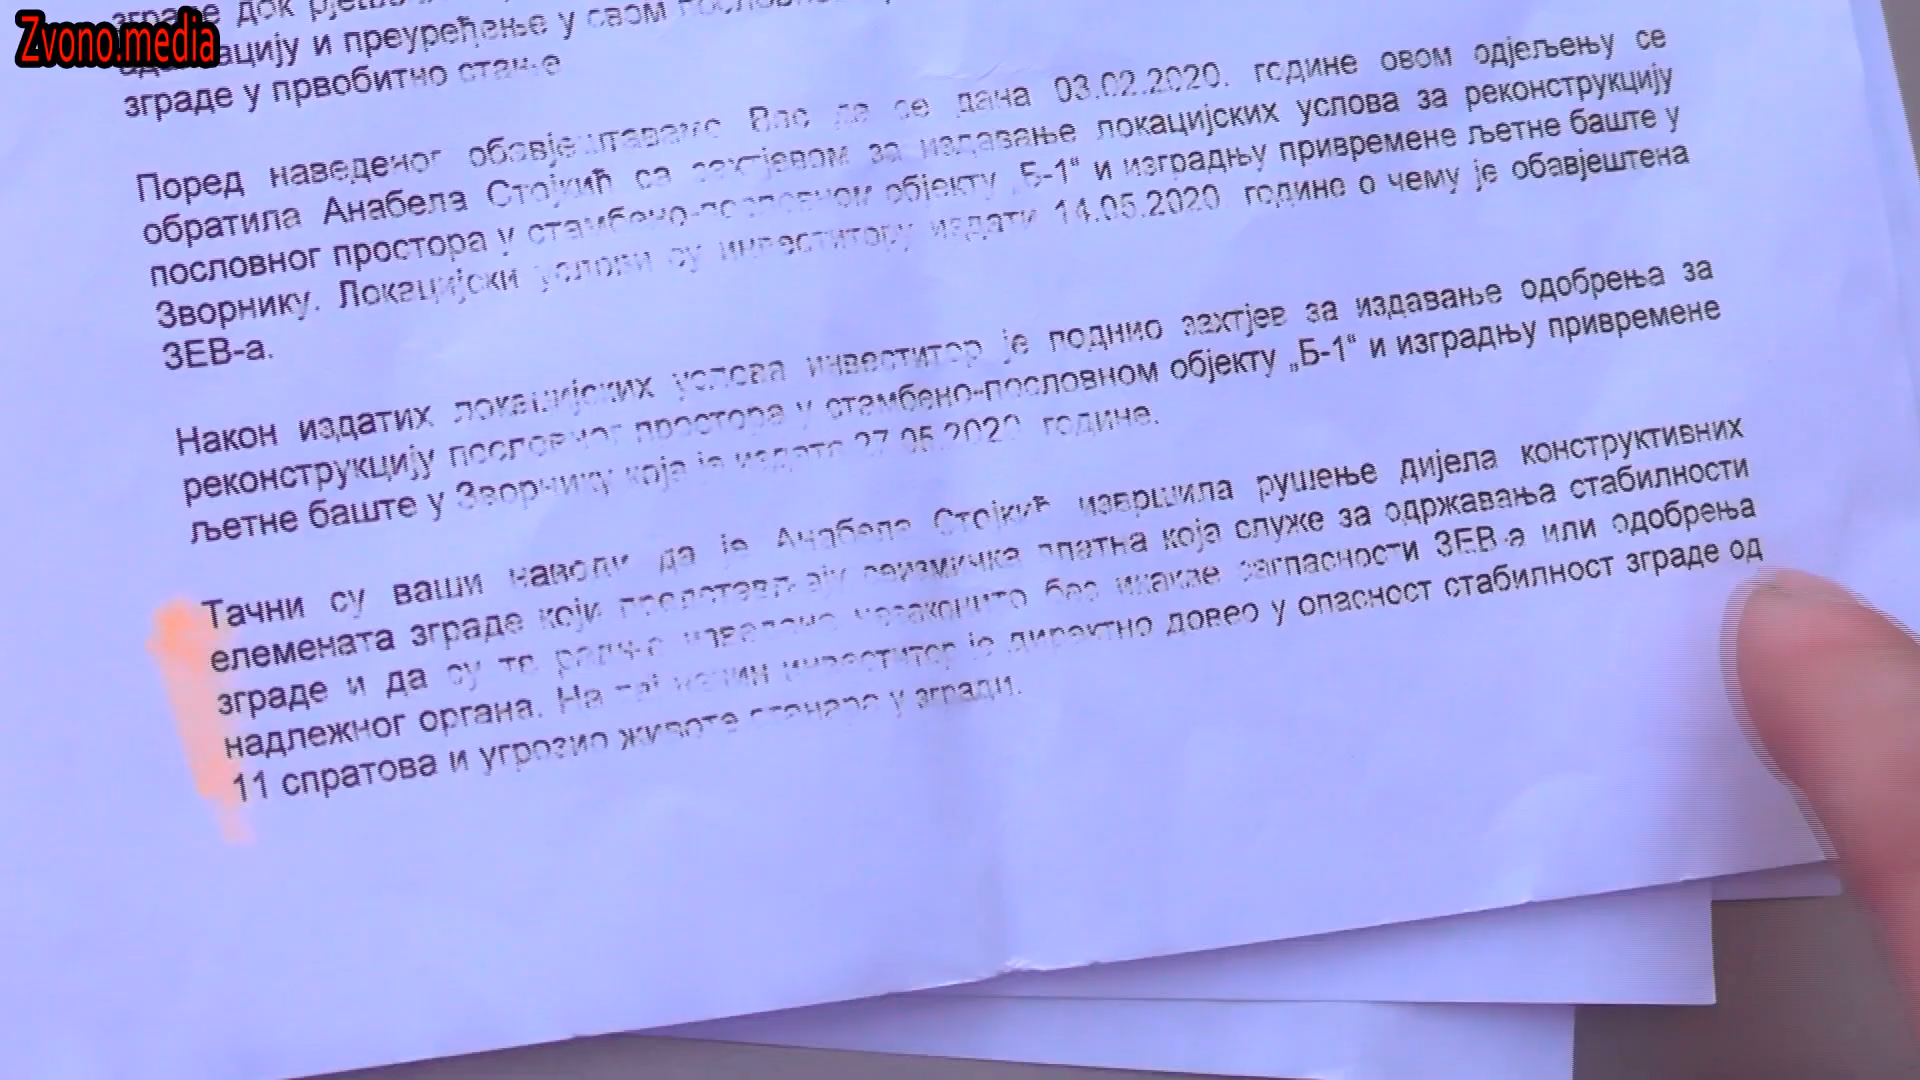 Zvono.media
зграде док
адаптацију и преуређење у свом
зграде у првобитно стање
Поред наведеног обавјештавамо Вас да се дана 03.02.2020. године овом одјељењу се
обратила Анабела Стојкић са захтјевом за издавање локацијских услова за реконструкцију
пословног простора у стамбено-пословном објекту „Б-1“ и изградњу привремене љетне баште у
Зворнику. Локацијски услови су инвеститору издати 14.05.2020 године о чему је обавјештена
ЗЕВ-а.
Након издатих локацијских услова инвеститор је поднио захтјев за издавање одобрења за
реконструкцију пословног простора у стамбено-пословном објекту „Б-1“ и изградњу привремене
љетне баште у Зворнику која је издата 27.05.2020 године.
Тачни су ваши наводи да је Анабела Стојкић извршила рушење дијела конструктивних
елемената зграде који представљају сеизмичка платна која служе за одржавања стабилности
зграде и да су те радње изведене незаконито без икакве сагласности ЗЕВ-а или одобрења
надлежног органа. На тај начин инвеститор је директно довео у опасност стабилност зграде од
11 спратова и угрозио животе станара у згради.